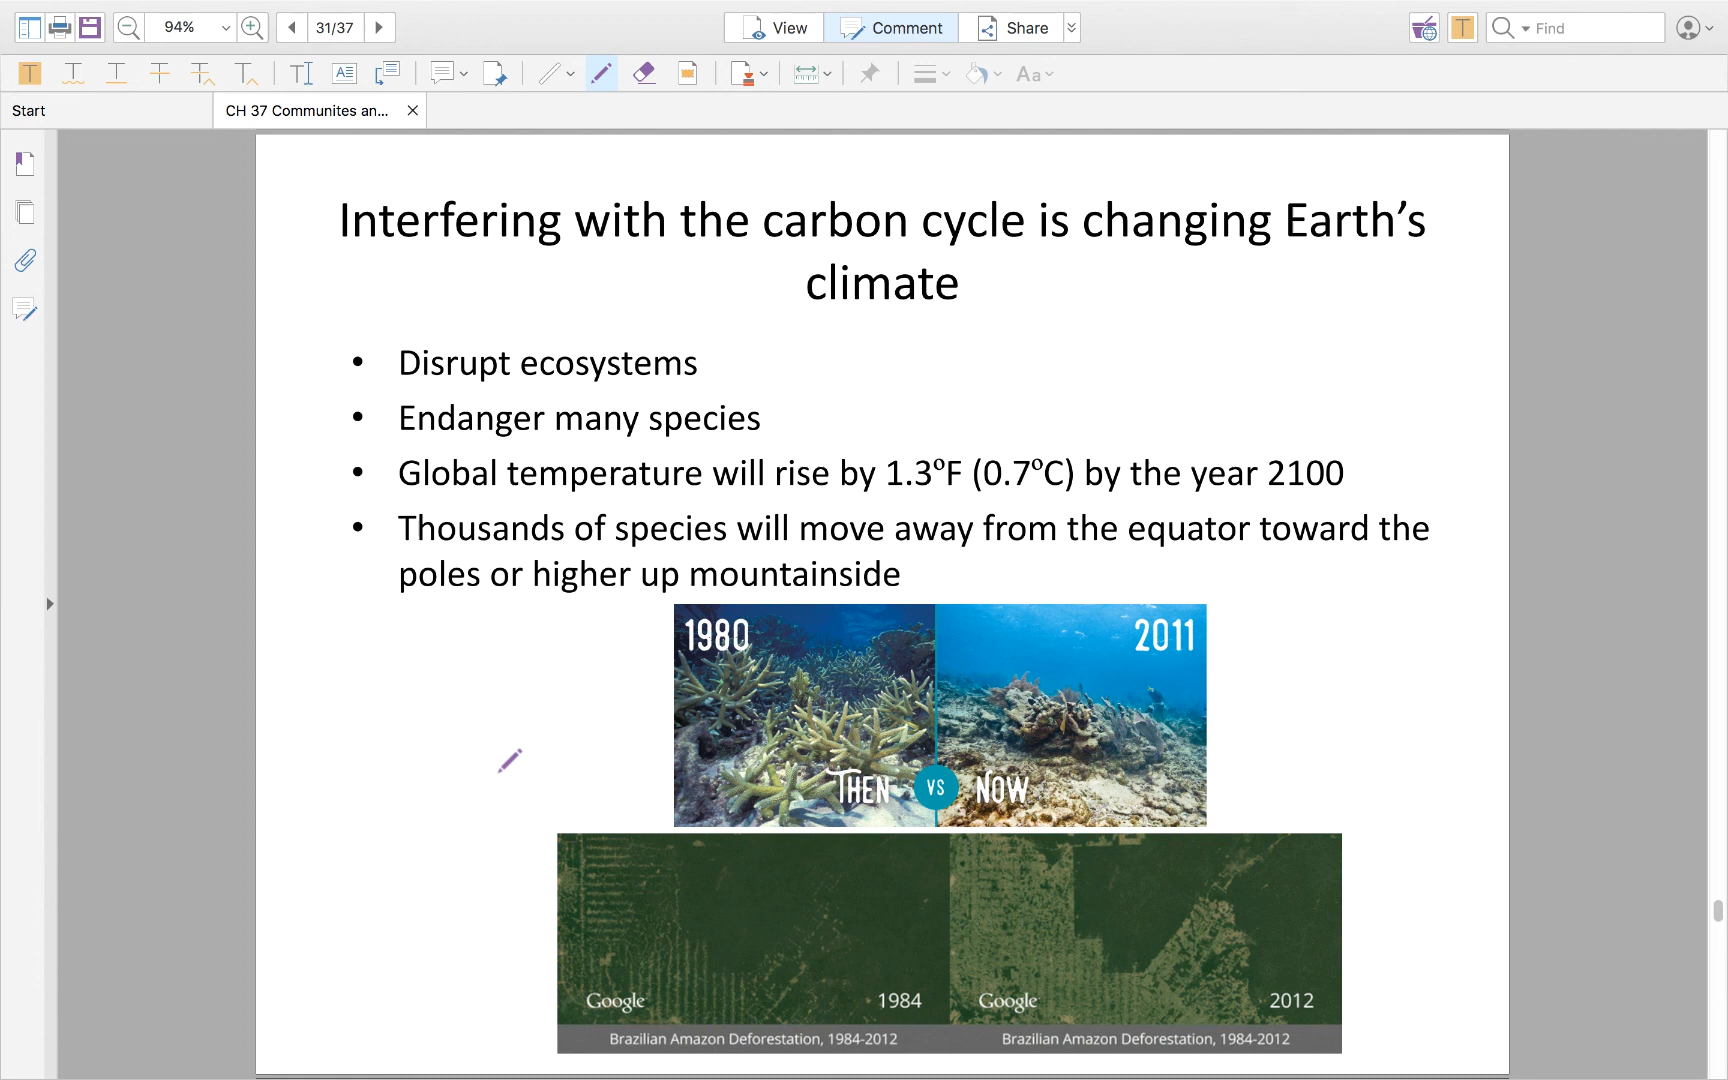 94%
31/37
View
Comment
Share
Find
T
T
T
T
T
T
T
A
Aa
Start
CH 37 Communites an...
Interfering with the carbon cycle is changing Earth's
climate
• Disrupt ecosystems
• Endanger many species
• Global temperature will rise by 1.3ºF (0.7ºC) by the year 2100
• Thousands of species will move away from the equator toward the
poles or higher up mountainside
1980
2011
THEN VS NOW
Google 1984
Google 2012
Brazilian Amazon Deforestation, 1984-2012
Brazilian Amazon Deforestation, 1984-2012